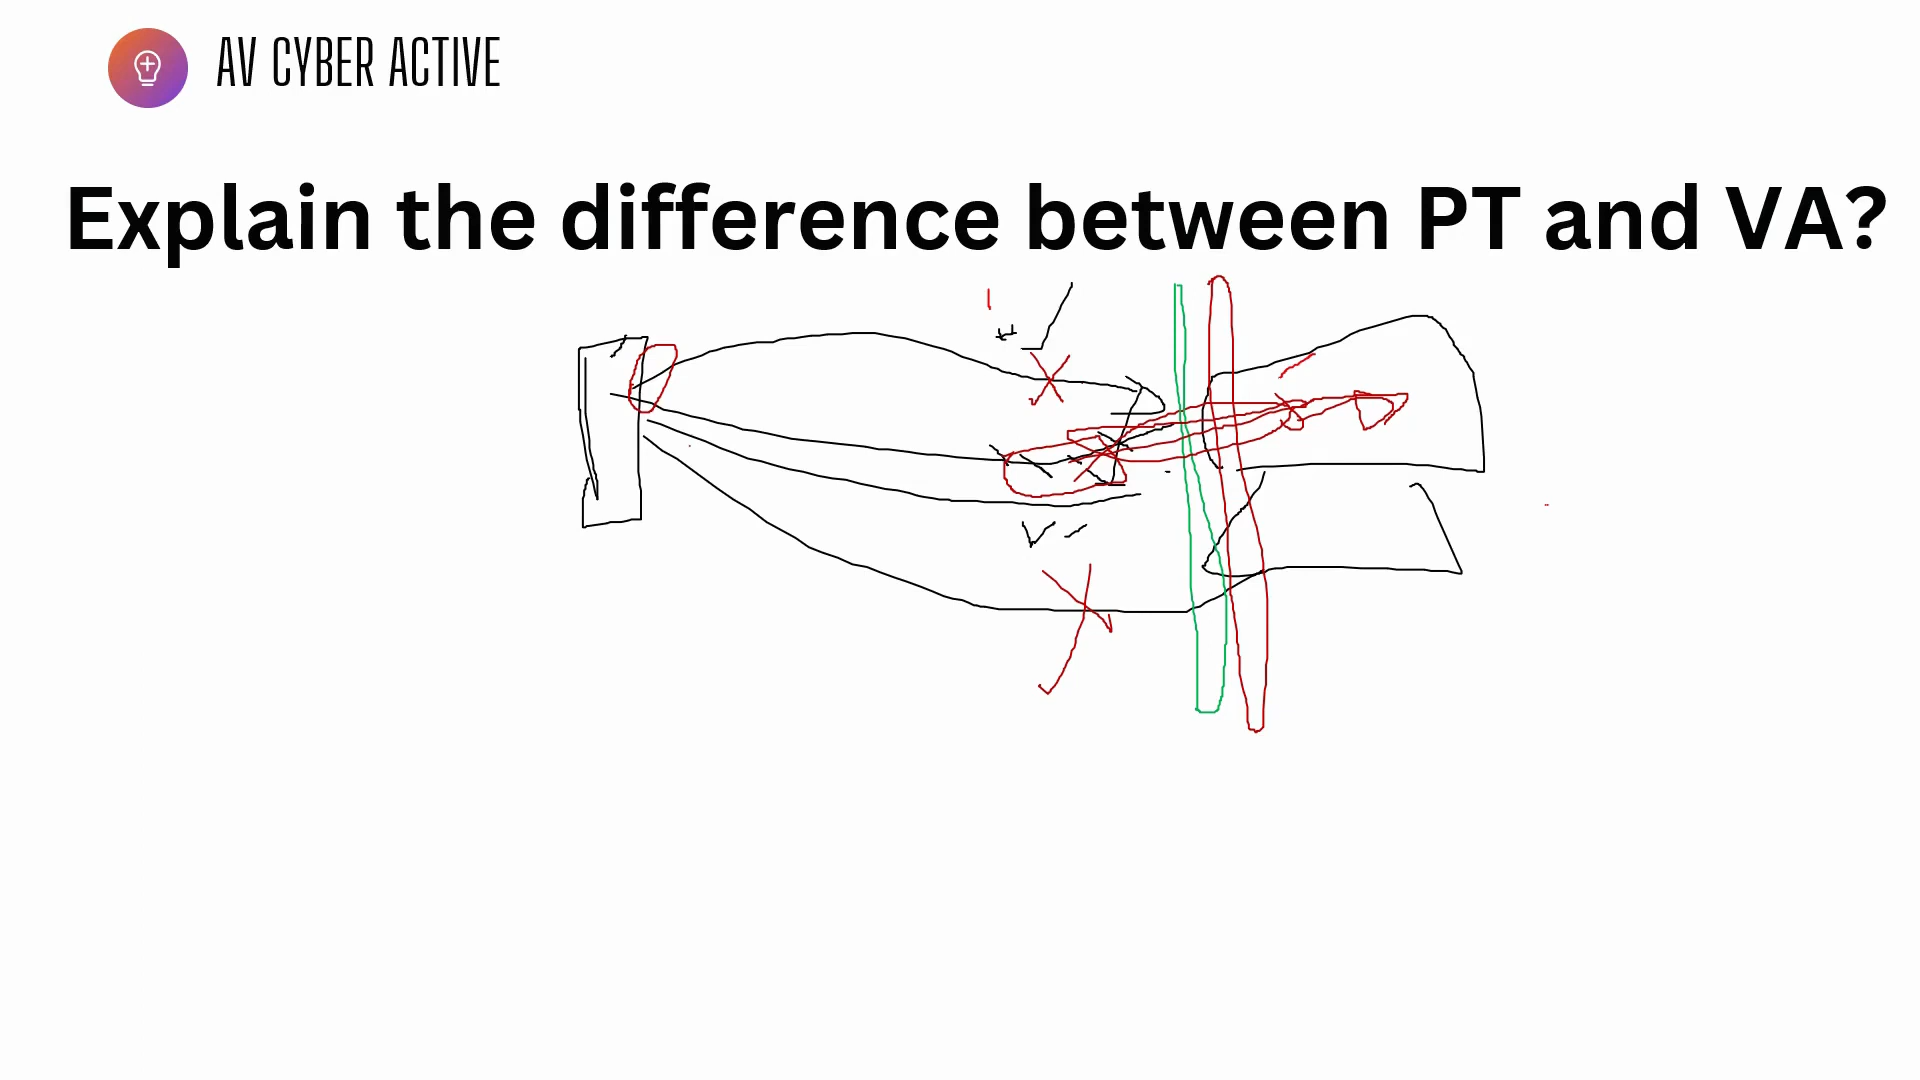 AV CYBER ACTIVE
Explain the difference between PT and VA?